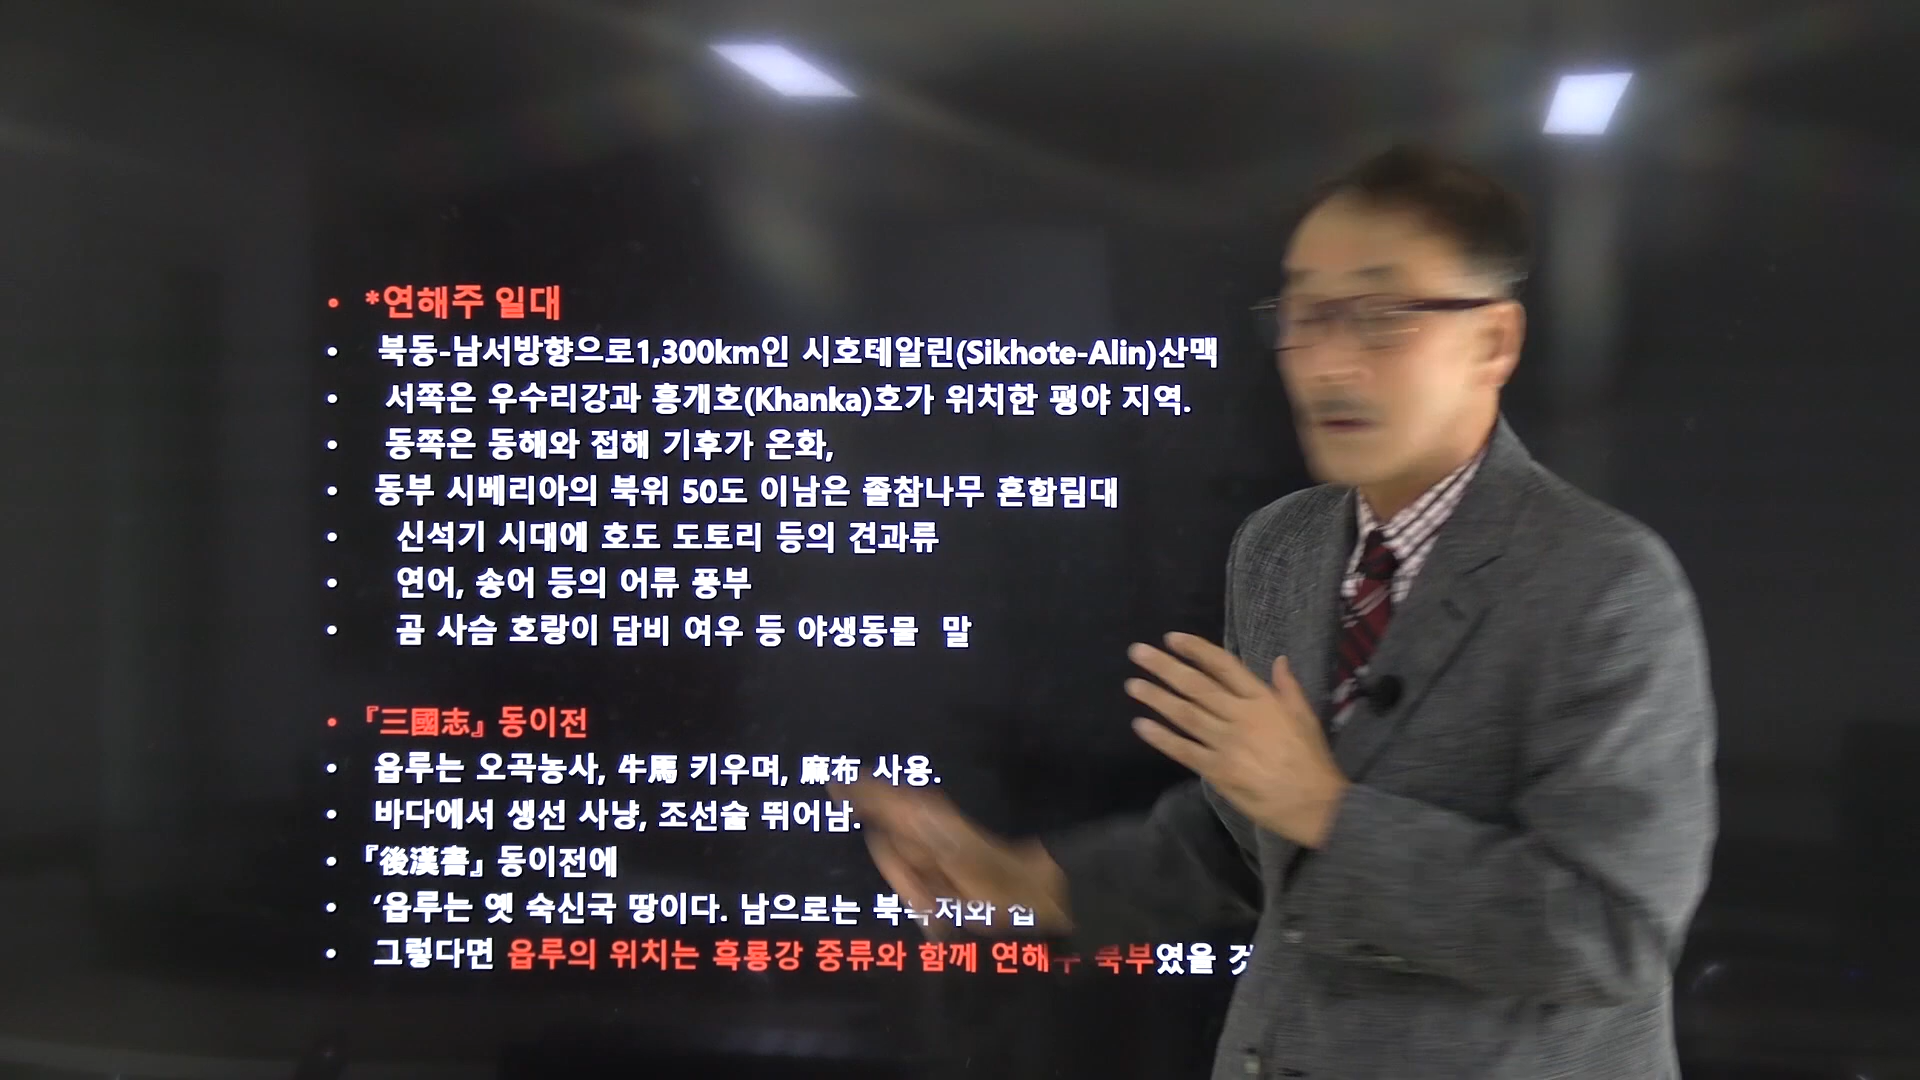 • *연해주 일대
• 북동-남서방향으로1,300km인 시호테알린(Sikhote-Alin)산맥
• 서쪽은 우수리강과 흥개호(Khanka)호가 위치한 평야 지역.
• 동쪽은 동해와 접해 기후가 온화,
• 동부 시베리아의 북위 50도 이남은 졸참나무 혼합림대
• 신석기 시대에 호도 도토리 등의 견과류
• 연어, 송어 등의 어류 풍부
• 곰 사슴 호랑이 담비 여우 등 야생동물 말
• 『三國志』 동이전
• 읍루는 오곡농사, 牛馬 키우며, 麻布 사용.
• 바다에서 생선 사냥, 조선술 뛰어남.
• 『後漢書』 동이전에
• ‘읍루는 옛 숙신국 땅이다. 남으로는
• 그렇다면 읍루의 위치는 흑룡강 중류와 함께 연해주 북부였을